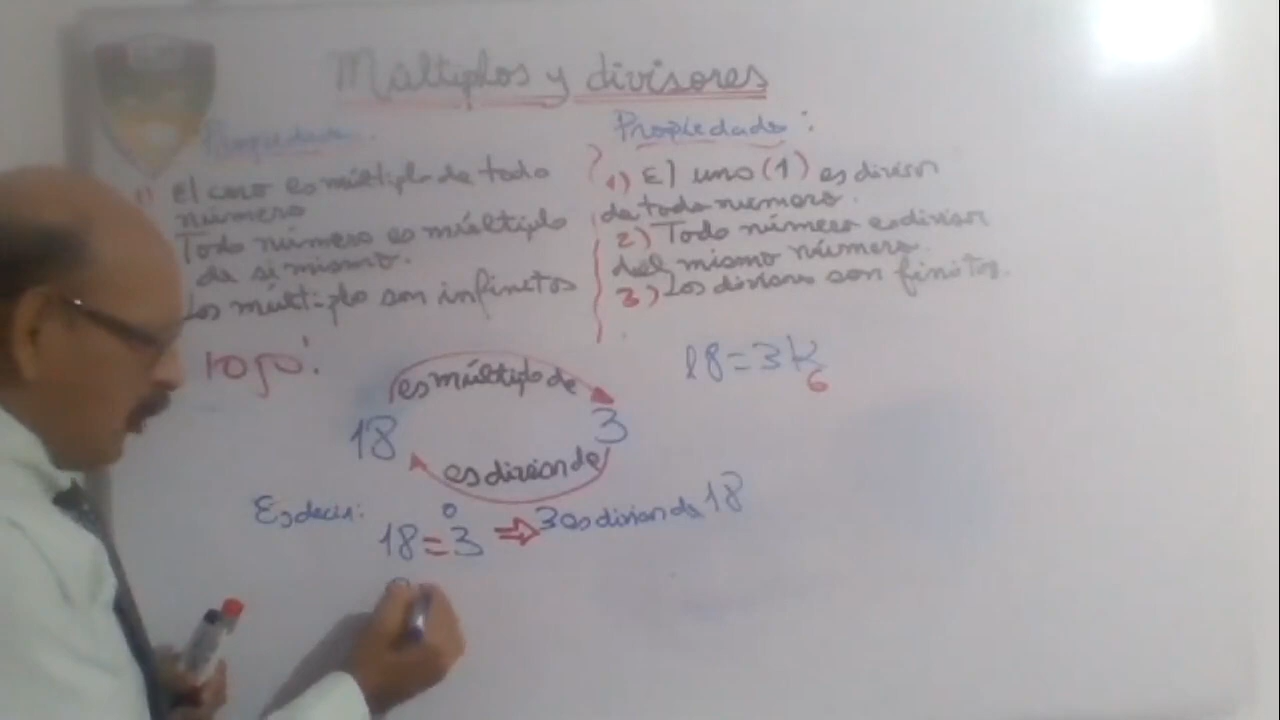 Múltiplos y divisores
Propiedades:
1) El cero es múltiplo de todo
número
Todo número es múltiplo
de si mismo.
Los múltiplo son infinitos
Propiedades:
1) El uno (1) es divisor
de todo número.
2) Todo número es divisor
del mismo número.
3) Los divisores son finitos.
18 = 3k
6
es múltiplo de
18 3
es divisor de
Es decir:
18 = 3° ⇒ 3 es divisor de 18